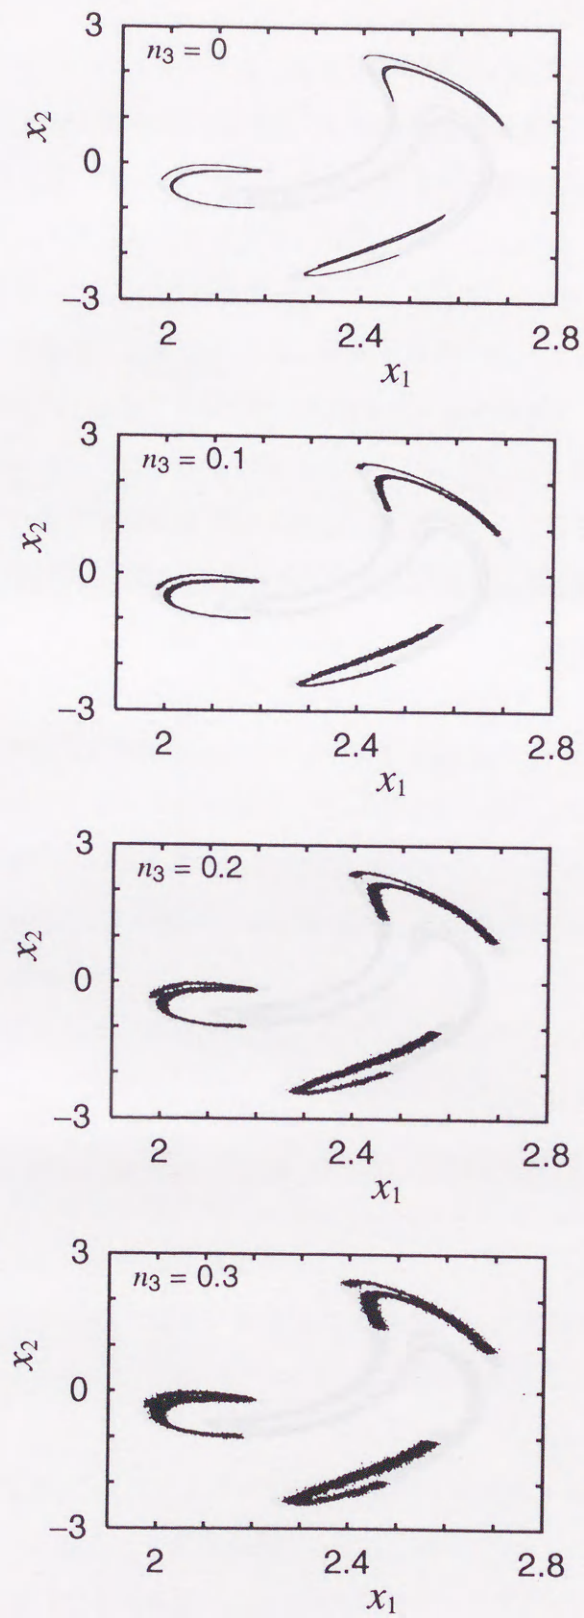 3
n₃ = 0
x₂
0
−3
2 2.4 2.8
x₁
3
n₃ = 0.1
x₂
0
−3
2 2.4 2.8
x₁
3
n₃ = 0.2
x₂
0
−3
2 2.4 2.8
x₁
3
n₃ = 0.3
x₂
0
−3
2 2.4 2.8
x₁